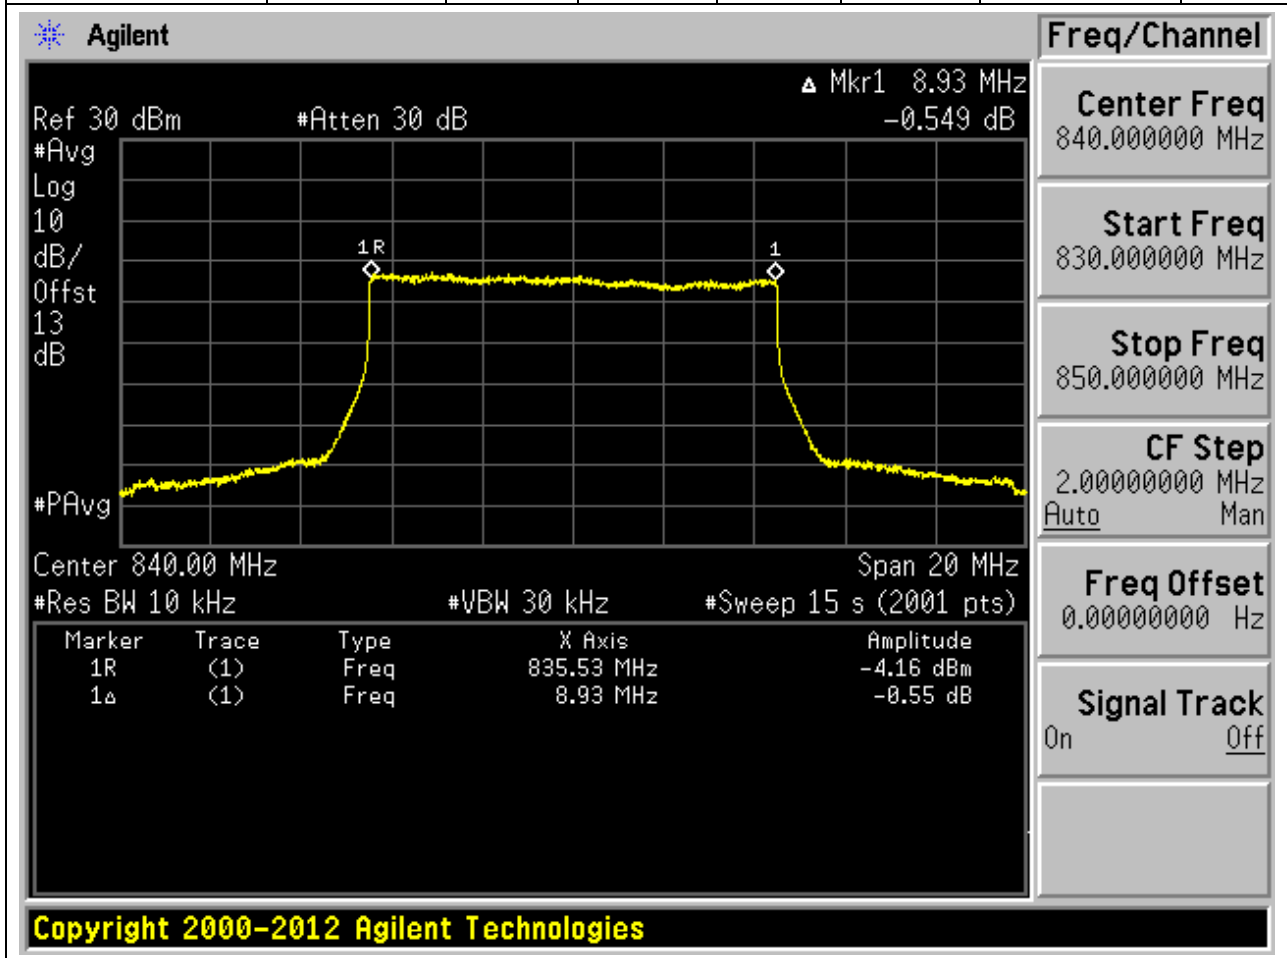 Agilent
Freq/Channel
▵ Mkr1 8.93 MHz
Ref 30 dBm #Atten 30 dB -0.549 dB
#Avg
Log
10
dB/
Offst
13
dB
1R
1
#PAvg
Center 840.00 MHz Span 20 MHz
#Res BW 10 kHz #VBW 30 kHz #Sweep 15 s (2001 pts)
Marker Trace Type X Axis Amplitude
1R (1) Freq 835.53 MHz -4.16 dBm
1▵ (1) Freq 8.93 MHz -0.55 dB
Center Freq
840.000000 MHz
Start Freq
830.000000 MHz
Stop Freq
850.000000 MHz
CF Step
2.00000000 MHz
Auto Man
Freq Offset
0.00000000 Hz
Signal Track
On Off
Copyright 2000-2012 Agilent Technologies